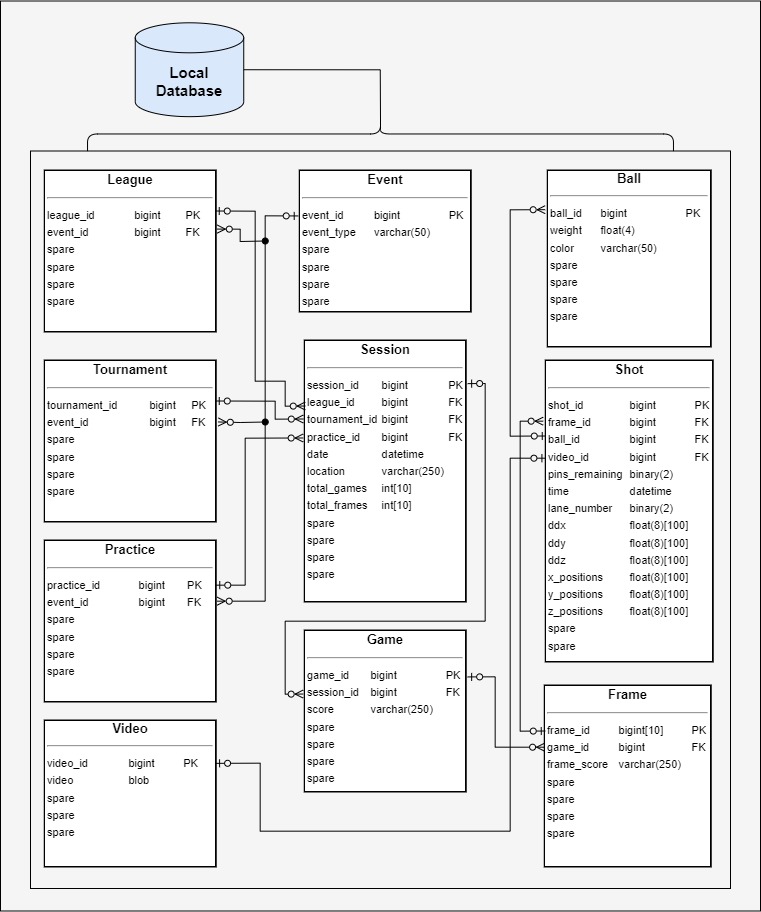 Local
Database
League
league_id bigint PK
event_id bigint FK
spare
spare
spare
spare
Event
event_id bigint PK
event_type varchar(50)
spare
spare
spare
spare
Ball
ball_id bigint PK
weight float(4)
color varchar(50)
spare
spare
spare
spare
Tournament
tournament_id bigint PK
event_id bigint FK
spare
spare
spare
spare
Session
session_id bigint PK
league_id bigint FK
tournament_id bigint FK
practice_id bigint FK
date datetime
location varchar(250)
total_games int[10]
total_frames int[10]
spare
spare
spare
spare
Shot
shot_id bigint PK
frame_id bigint FK
ball_id bigint FK
video_id bigint FK
pins_remaining binary(2)
time datetime
lane_number binary(2)
ddx float(8)[100]
ddy float(8)[100]
ddz float(8)[100]
x_positions float(8)[100]
y_positions float(8)[100]
z_positions float(8)[100]
spare
spare
Practice
practice_id bigint PK
event_id bigint FK
spare
spare
spare
spare
Game
game_id bigint PK
session_id bigint FK
score varchar(250)
spare
spare
spare
spare
Frame
frame_id bigint[10] PK
game_id bigint FK
frame_score varchar(250)
spare
spare
spare
spare
Video
video_id bigint PK
video blob
spare
spare
spare